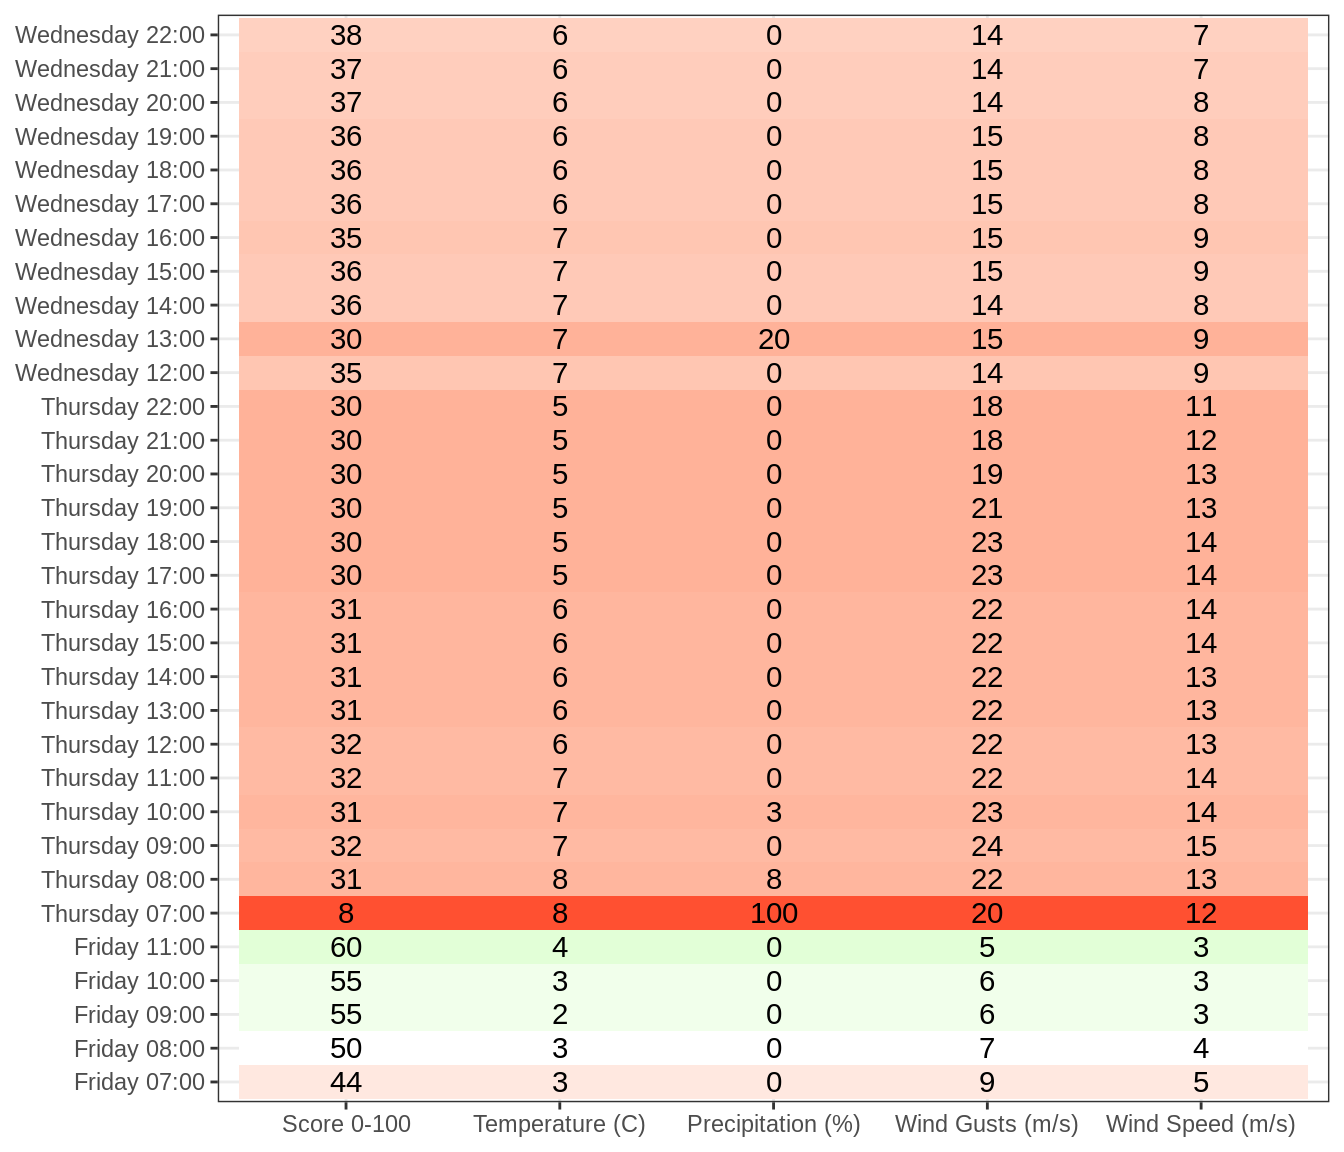 Wednesday 22:00 38 6 0 14 7
Wednesday 21:00 37 6 0 14 7
Wednesday 20:00 37 6 0 14 8
Wednesday 19:00 36 6 0 15 8
Wednesday 18:00 36 6 0 15 8
Wednesday 17:00 36 6 0 15 8
Wednesday 16:00 35 7 0 15 9
Wednesday 15:00 36 7 0 15 9
Wednesday 14:00 36 7 0 14 8
Wednesday 13:00 30 7 20 15 9
Wednesday 12:00 35 7 0 14 9
Thursday 22:00 30 5 0 18 11
Thursday 21:00 30 5 0 18 12
Thursday 20:00 30 5 0 19 13
Thursday 19:00 30 5 0 21 13
Thursday 18:00 30 5 0 23 14
Thursday 17:00 30 5 0 23 14
Thursday 16:00 31 6 0 22 14
Thursday 15:00 31 6 0 22 14
Thursday 14:00 31 6 0 22 13
Thursday 13:00 31 6 0 22 13
Thursday 12:00 32 6 0 22 13
Thursday 11:00 32 7 0 22 14
Thursday 10:00 31 7 3 23 14
Thursday 09:00 32 7 0 24 15
Thursday 08:00 31 8 8 22 13
Thursday 07:00 8 8 100 20 12
Friday 11:00 60 4 0 5 3
Friday 10:00 55 3 0 6 3
Friday 09:00 55 2 0 6 3
Friday 08:00 50 3 0 7 4
Friday 07:00 44 3 0 9 5
Score 0-100 Temperature (C) Precipitation (%) Wind Gusts (m/s) Wind Speed (m/s)